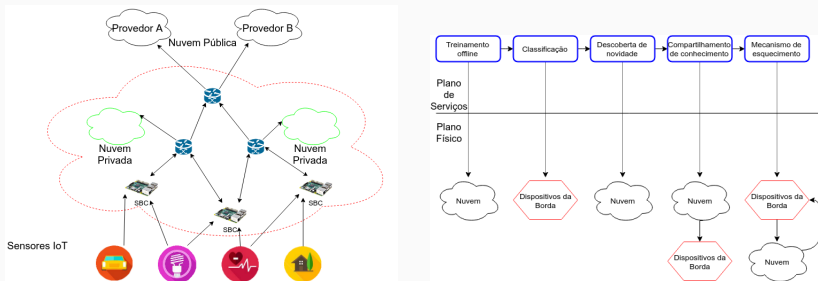 Provedor A
Provedor B
Nuvem Pública
Nuvem
Privada
Nuvem
Privada
SBC
SBC
SBC
Sensores IoT
Treinamento
offline
Classificação
Descoberta de
novidade
Compartilhamento
de conhecimento
Mecanismo de
esquecimento
Plano
de
Serviços
Plano
Físico
Nuvem
Dispositivos da
Borda
Nuvem
Nuvem
Dispositivos da
Borda
Dispositivos da
Borda
Nuvem